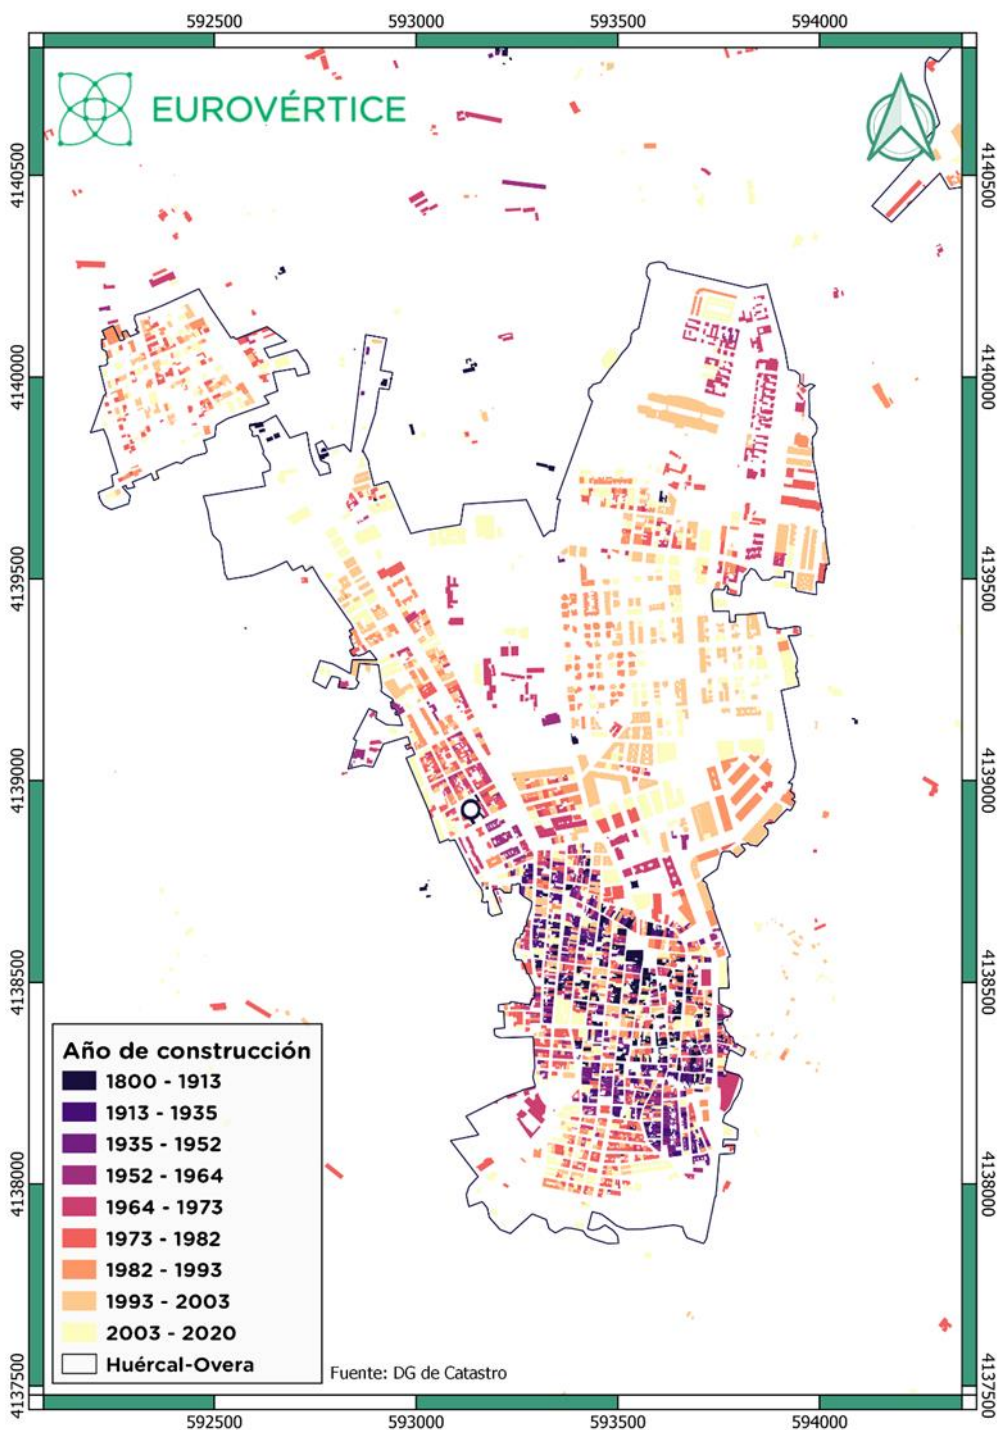 592500 593000 593500 594000
EUROVÉRTICE
4140500 4140500
4140000 4140000
4139500 4139500
4139000 4139000
4138500 4138500
Año de construcción
1800 - 1913
1913 - 1935
1935 - 1952
1952 - 1964
1964 - 1973
1973 - 1982
1982 - 1993
1993 - 2003
2003 - 2020
Huércal-Overa
4138000 4138000
Fuente: DG de Catastro
4137500 4137500
592500 593000 593500 594000